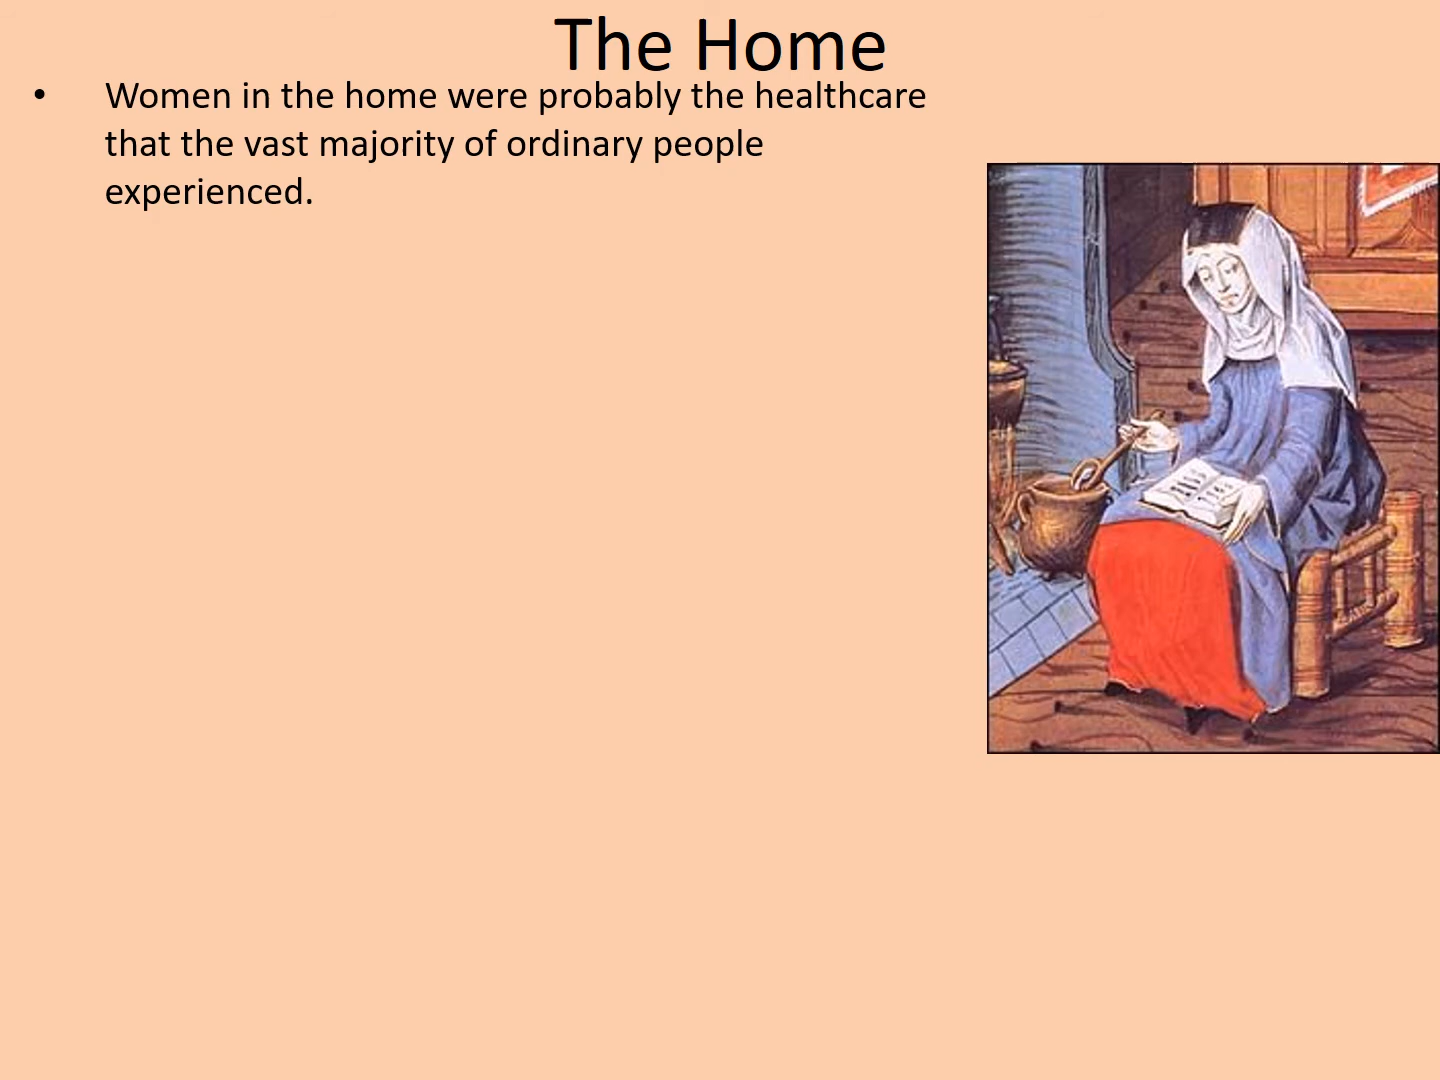 The Home
• Women in the home were probably the healthcare
that the vast majority of ordinary people
experienced.